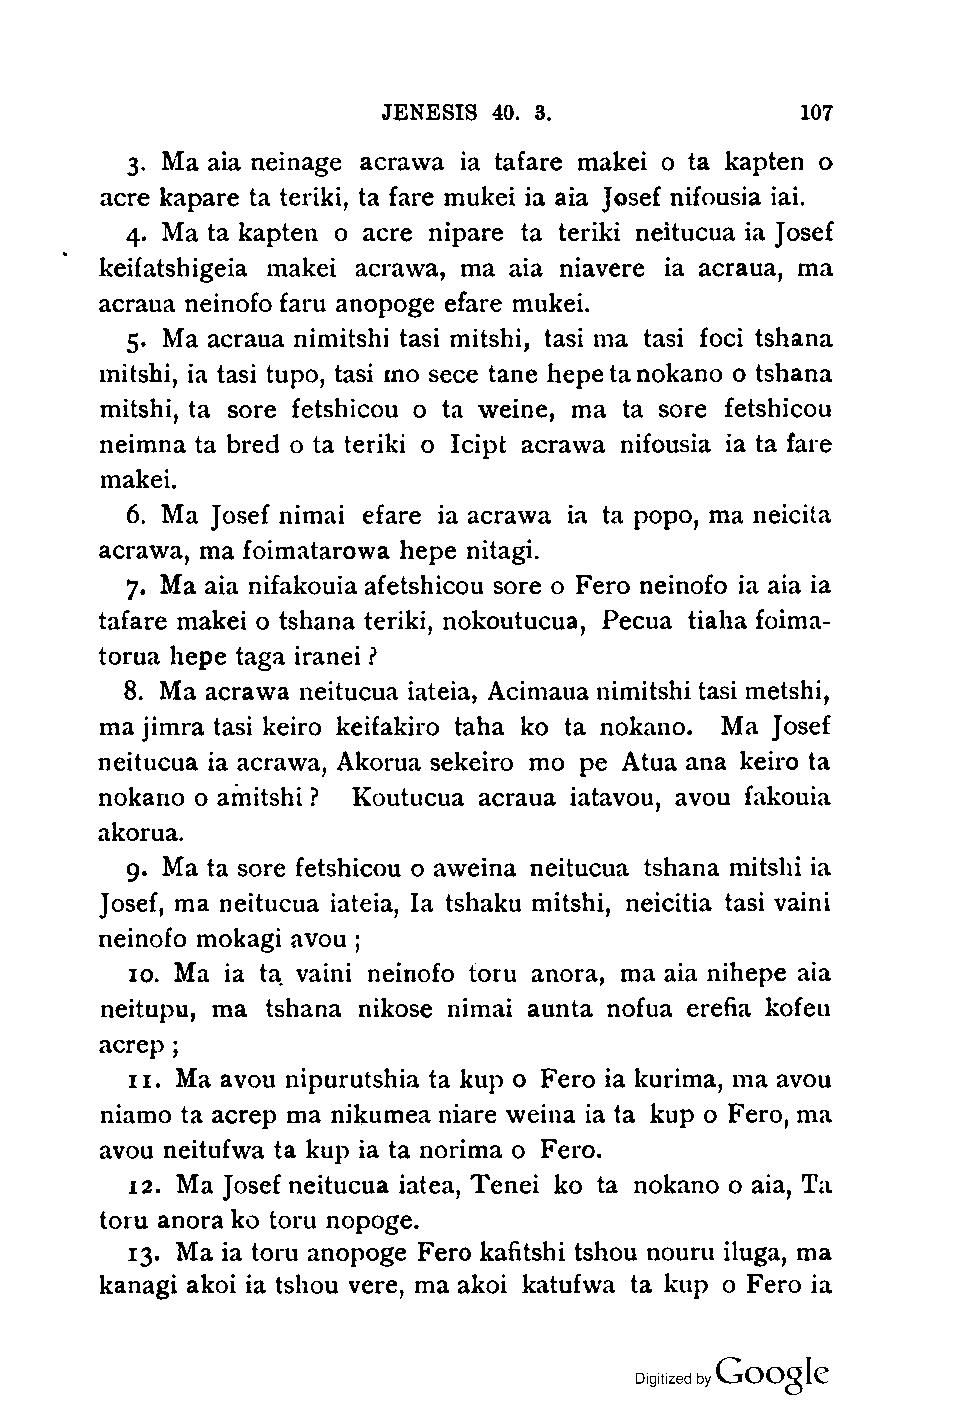 JENESIS 40. 3. 107
3. Ma aia neinage acrawa ia tafare makei o ta kapten o
acre kapare ta teriki, ta fare mukei ia aia Josef nifousia iai.
4. Ma ta kapten o acre nipare ta teriki neitucua ia Josef
keifatshigeia makei acrawa, ma aia niavere ia acraua, ma
acraua neinofo faru anopoge efare mukei.
5. Ma acraua nimitshi tasi mitshi, tasi ma tasi foci tshana
mitshi, ia tasi tupo, tasi mo sece tane hepe ta nokano o tshana
mitshi, ta sore fetshicou o ta weine, ma ta sore fetshicou
neimna ta bred o ta teriki o Icipt acrawa nifousia ia ta fare
makei.
6. Ma Josef nimai efare ia acrawa ia ta popo, ma neicita
acrawa, ma foimatarowa hepe nitagi.
7. Ma aia nifakouia afetshicou sore o Fero neinofo ia aia ia
tafare makei o tshana teriki, nokoutucua, Pecua tiaha foima-
torua hepe taga iranei ?
8. Ma acrawa neitucua iateia, Acimaua nimitshi tasi metshi,
ma jimra tasi keiro keifakiro taha ko ta nokano. Ma Josef
neitucua ia acrawa, Akorua sekeiro mo pe Atua ana keiro ta
nokano o amitshi ? Koutucua acraua iatavou, avou fakouia
akorua.
9. Ma ta sore fetshicou o aweina neitucua tshana mitshi ia
Josef, ma neitucua iateia, Ia tshaku mitshi, neicitia tasi vaini
neinofo mokagi avou ;
10. Ma ia ta vaini neinofo toru anora, ma aia nihepe aia
neitupu, ma tshana nikose nimai aunta nofua erefia kofeu
acrep ;
11. Ma avou nipurutshia ta kup o Fero ia kurima, ma avou
niamo ta acrep ma nikumea niare weina ia ta kup o Fero, ma
avou neitufwa ta kup ia ta norima o Fero.
12. Ma Josef neitucua iatea, Tenei ko ta nokano o aia, Ta
toru anora ko toru nopoge.
13. Ma ia toru anopoge Fero kafitshi tshou nouru iluga, ma
kanagi akoi ia tshou vere, ma akoi katufwa ta kup o Fero ia
Digitized by Google